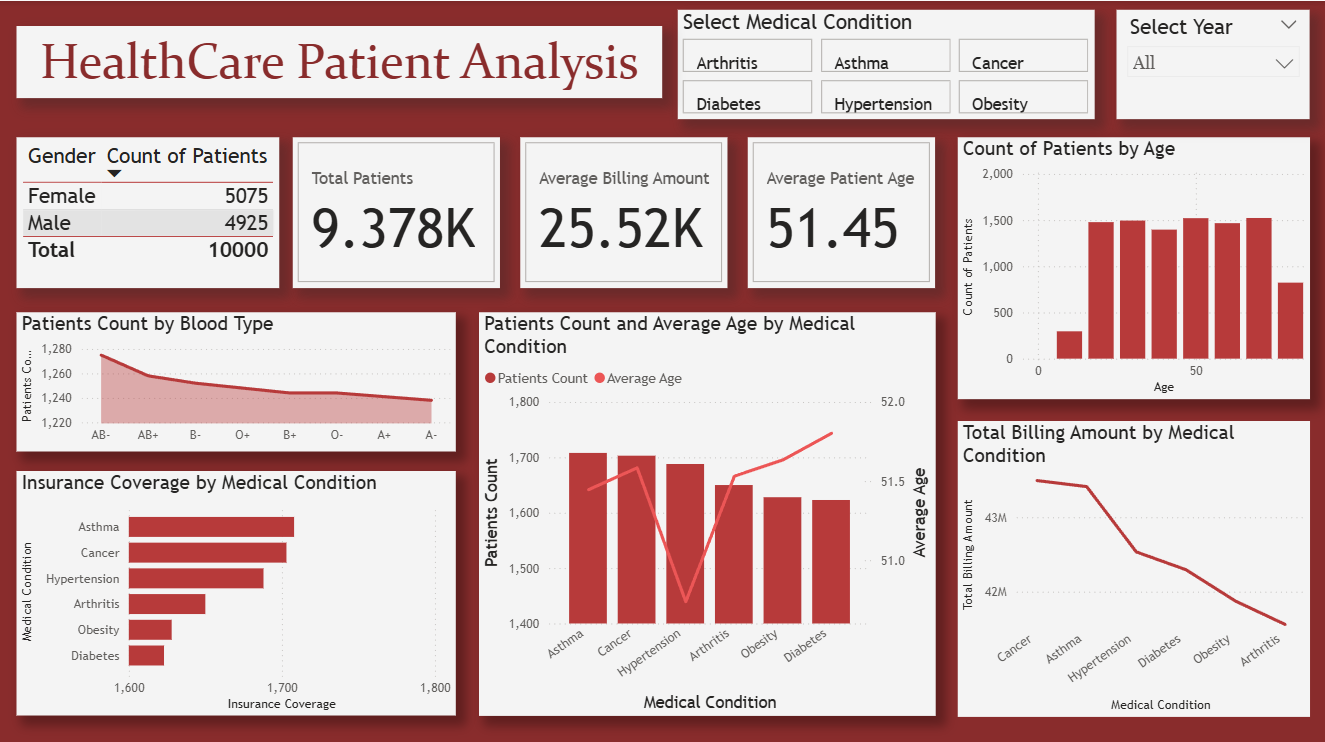 HealthCare Patient Analysis
Select Medical Condition
Arthritis
Asthma
Cancer
Diabetes
Hypertension
Obesity
Select Year
All
Gender Count of Patients
Female 5075
Male 4925
Total 10000
Total Patients
9.378K
Average Billing Amount
25.52K
Average Patient Age
51.45
Count of Patients by Age
Count of Patients
2,000
1,500
1,000
500
0
0 50
Age
Patients Count by Blood Type
Patients Co...
1,280
1,260
1,240
1,220
AB- AB+ B- O+ B+ O- A+ A-
Insurance Coverage by Medical Condition
Medical Condition
Asthma
Cancer
Hypertension
Arthritis
Obesity
Diabetes
1,600 1,700 1,800
Insurance Coverage
Patients Count and Average Age by Medical
Condition
Patients Count Average Age
Patients Count
1,800
1,700
1,600
1,500
1,400
52.0
51.5
51.0
Average Age
Asthma Cancer Hypertension Arthritis Obesity Diabetes
Medical Condition
Total Billing Amount by Medical
Condition
Total Billing Amount
43M
42M
Cancer Asthma Hypertension Diabetes Obesity Arthritis
Medical Condition